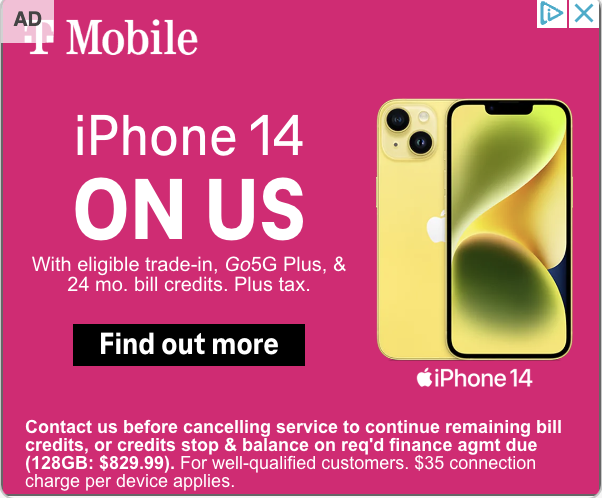 AD
T Mobile
iPhone 14
ON US
With eligible trade-in, Go5G Plus, &
24 mo. bill credits. Plus tax.
Find out more
iPhone 14
Contact us before cancelling service to continue remaining bill
credits, or credits stop & balance on req'd finance agmt due
(128GB: $829.99). For well-qualified customers. $35 connection
charge per device applies.